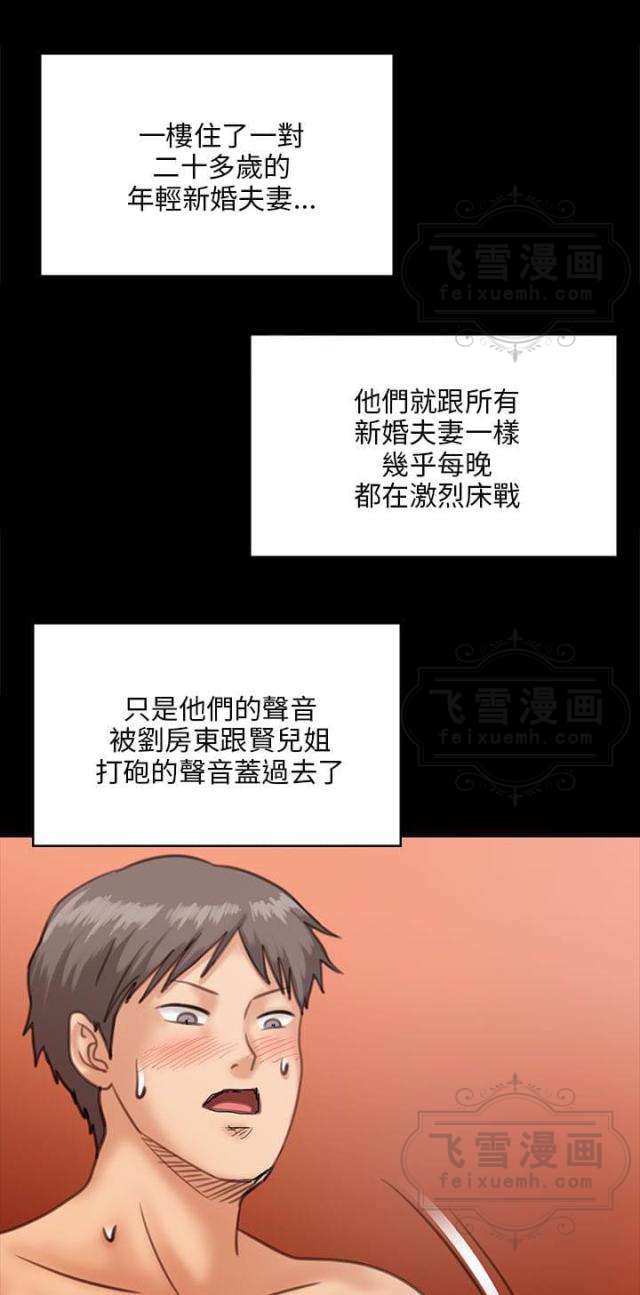 一樓住了一對
二十多歲的
年輕新婚夫妻...
飞雪漫画
feixuemh.com
他們就跟所有
新婚夫妻一樣
幾乎每晚
都在激烈床戰
只是他們的聲音
被劉房東跟賢兒姐
打砲的聲音蓋過去了
飞雪漫画
feixuemh.com
飞雪漫画
feixuemh.com